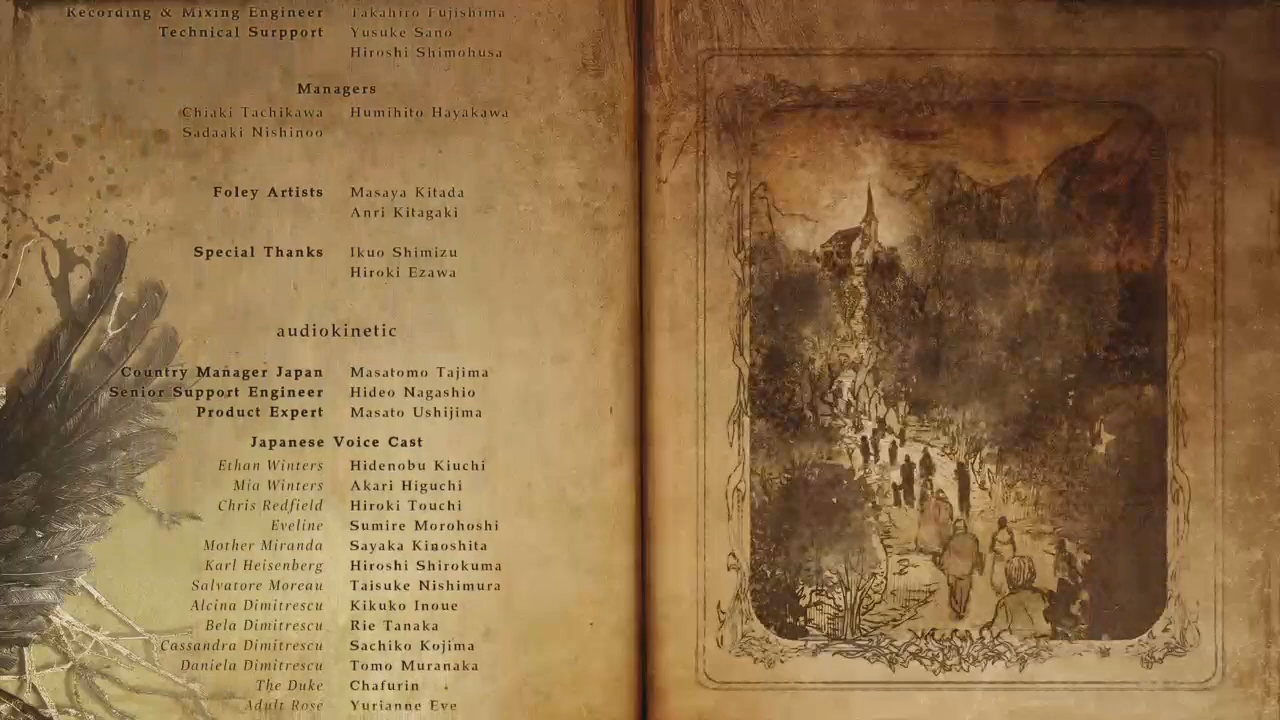 Recording & Mixing Engineer Takahiro Fujishima
Technical Surpport Yusuke Sano
Hiroshi Shimohusa
Managers
Chiaki Tachikawa Humihito Hayakawa
Sadaaki Nishinoo
Foley Artists Masaya Kitada
Anri Kitagaki
Special Thanks Ikuo Shimizu
Hiroki Ezawa
audiokinetic
Country Manager Japan Masatomo Tajima
Senior Support Engineer Hideo Nagashio
Product Expert Masato Ushijima
Japanese Voice Cast
Ethan Winters Hidenobu Kiuchi
Mia Winters Akari Higuchi
Chris Redfield Hiroki Touchi
Eveline Sumire Morohoshi
Mother Miranda Sayaka Kinoshita
Karl Heisenberg Hiroshi Shirokuma
Salvatore Moreau Taisuke Nishimura
Alcina Dimitrescu Kikuko Inoue
Bela Dimitrescu Rie Tanaka
Cassandra Dimitrescu Sachiko Kojima
Daniela Dimitrescu Tomo Muranaka
The Duke Chafurin
Adult Rose Yurianne Eve